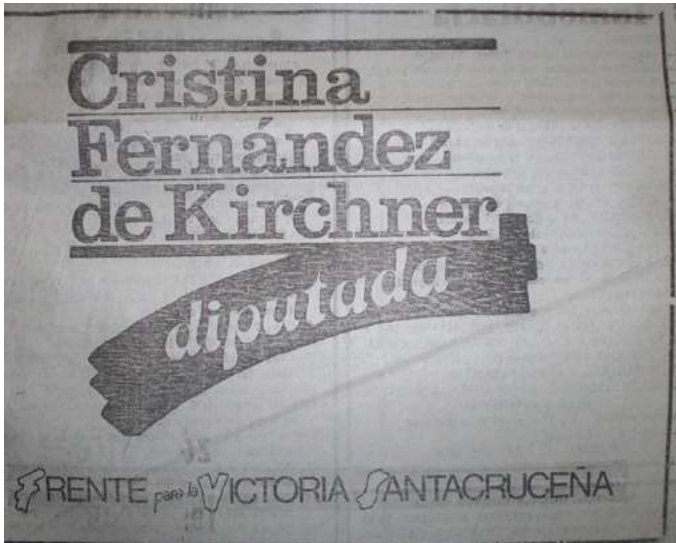 Cristina
Fernández
de Kirchner
diputada
FRENTE para la VICTORIA SANTACRUCEÑA